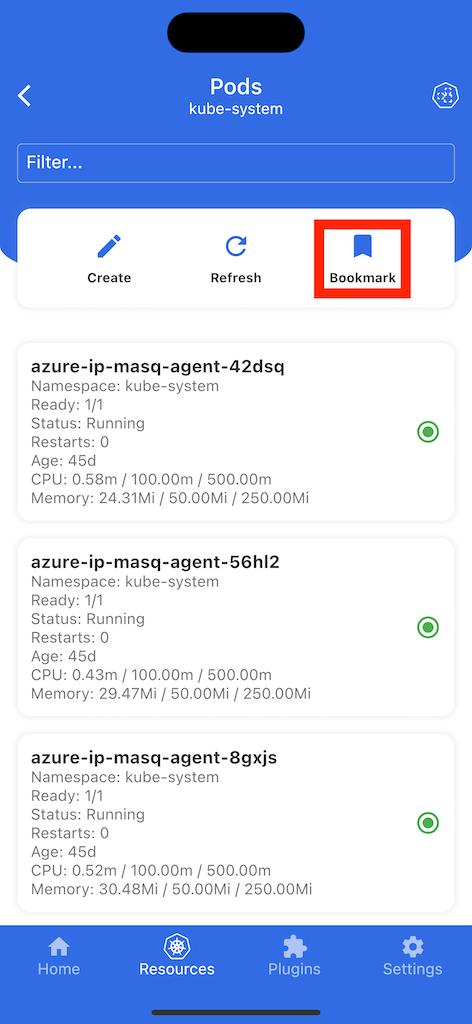 Pods
kube-system
Filter...
Create
Refresh
Bookmark
azure-ip-masq-agent-42dsq
Namespace: kube-system
Ready: 1/1
Status: Running
Restarts: 0
Age: 45d
CPU: 0.58m / 100.00m / 500.00m
Memory: 24.31Mi / 50.00Mi / 250.00Mi
azure-ip-masq-agent-56hl2
Namespace: kube-system
Ready: 1/1
Status: Running
Restarts: 0
Age: 45d
CPU: 0.43m / 100.00m / 500.00m
Memory: 29.47Mi / 50.00Mi / 250.00Mi
azure-ip-masq-agent-8gxjs
Namespace: kube-system
Ready: 1/1
Status: Running
Restarts: 0
Age: 45d
CPU: 0.52m / 100.00m / 500.00m
Memory: 30.48Mi / 50.00Mi / 250.00Mi
Home
Resources
Plugins
Settings